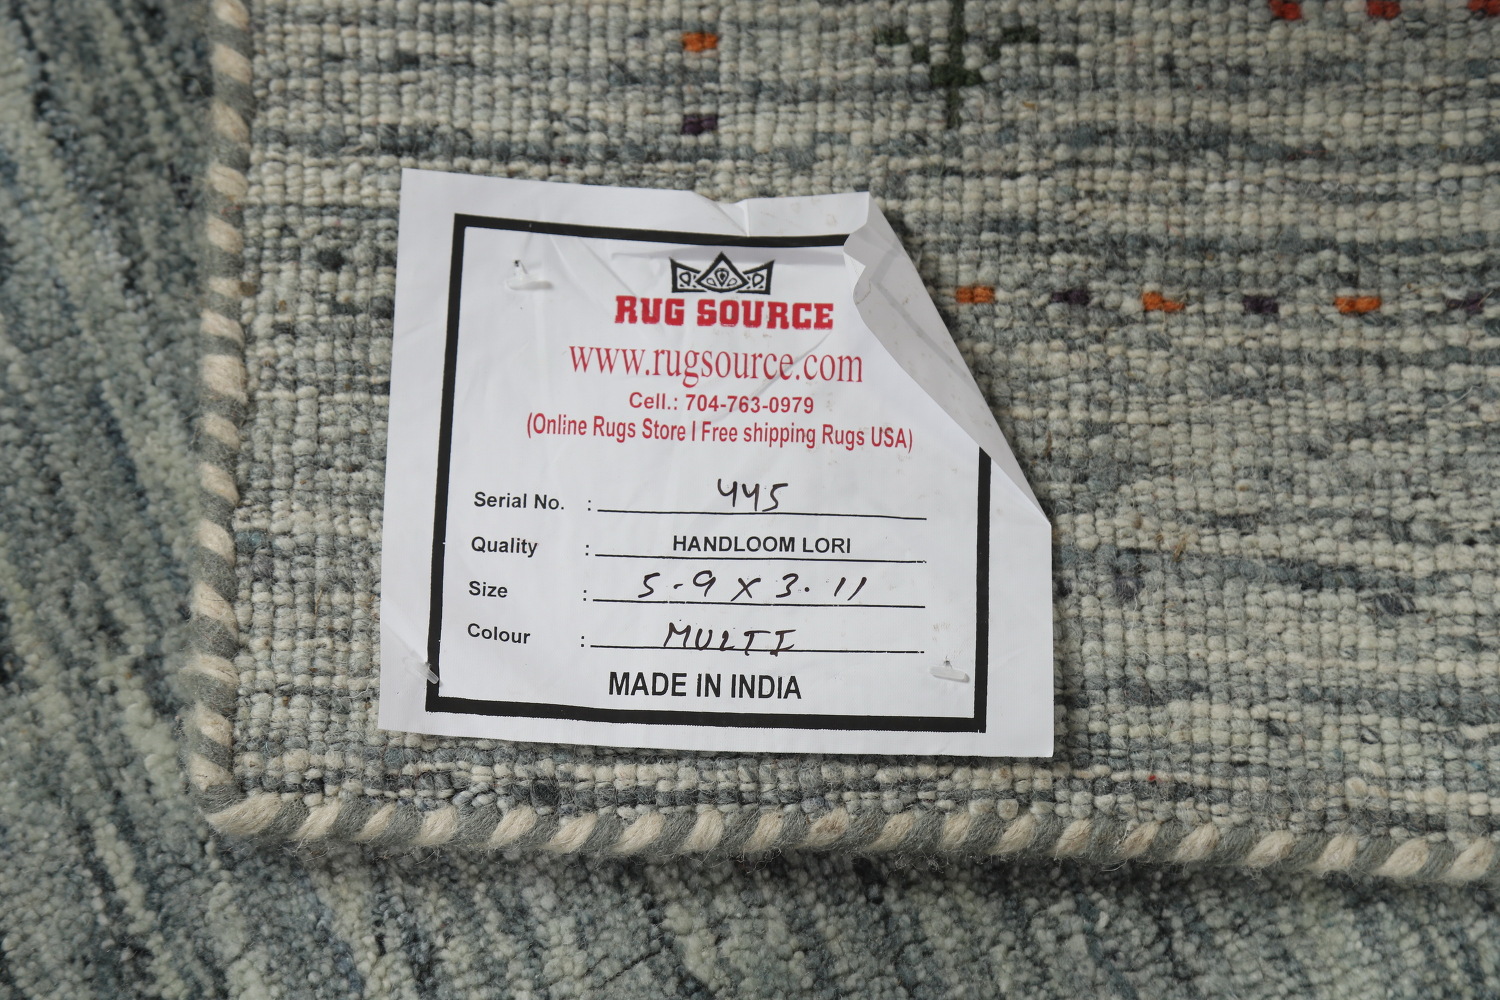 RUG SOURCE
www.rugsource.com
Cell.: 704-763-0979
(Online Rugs Store I Free shipping Rugs USA)
Serial No. : 445
Quality : HANDLOOM LORI
Size : 5.9 X 3.11
Colour : MULTI
MADE IN INDIA